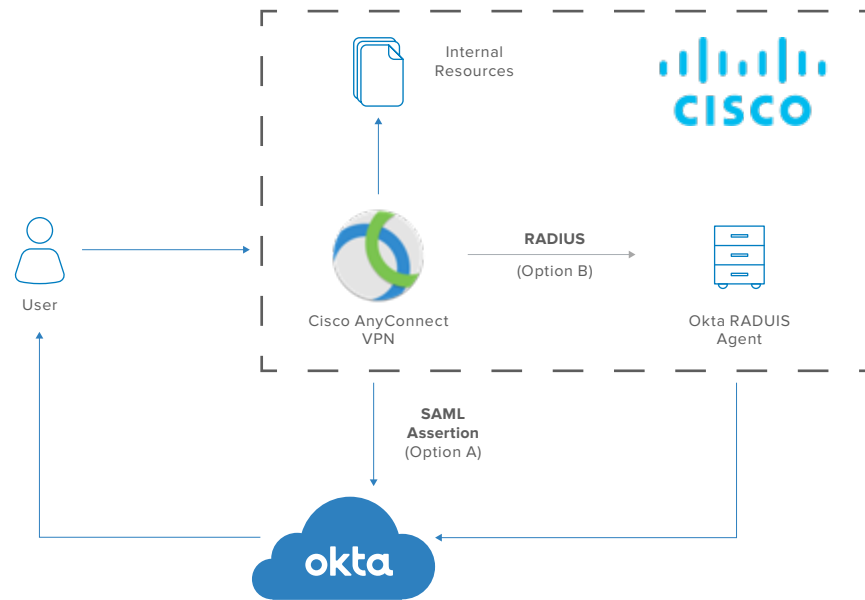 Internal
Resources
CISCO
RADIUS
(Option B)
User
Cisco AnyConnect
VPN
Okta RADUIS
Agent
SAML
Assertion
(Option A)
okta